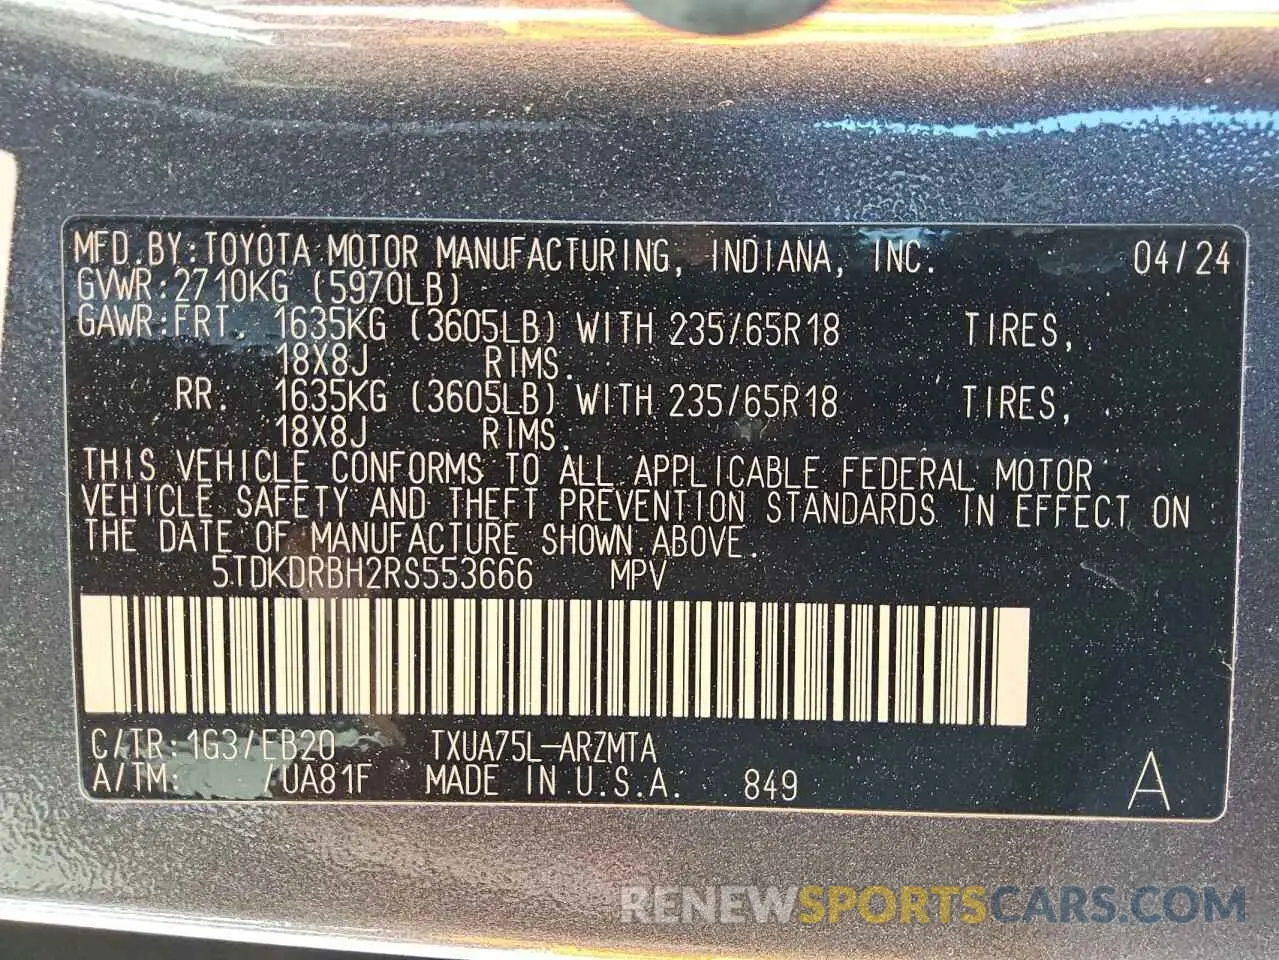 MFD.BY:TOYOTA MOTOR MANUFACTURING, INDIANA, INC. 04/24
GVWR:2710KG (5970LB)
GAWR:FRT. 1635KG (3605LB) WITH 235/65R18 TIRES,
18X8J RIMS.
RR. 1635KG (3605LB) WITH 235/65R18 TIRES,
18X8J RIMS.
THIS VEHICLE CONFORMS TO ALL APPLICABLE FEDERAL MOTOR
VEHICLE SAFETY AND THEFT PREVENTION STANDARDS IN EFFECT ON
THE DATE OF MANUFACTURE SHOWN ABOVE.
5TDKDRBH2RS553666 MPV
C/TR:1G3/EB20 TXUA75L-ARZMTA
A/TM: /UA81F MADE IN U.S.A. 849 A
RENEWSPORTSCARS.COM